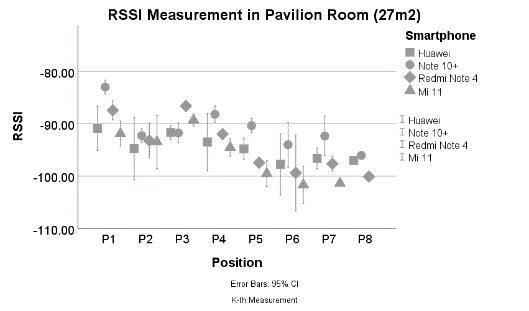 RSSI Measurement in Pavilion Room (27m2)
Smartphone
Huawei
Note 10+
Redmi Note 4
Mi 11
Huawei
Note 10+
Redmi Note 4
Mi 11
RSSI
-80.00
-90.00
-100.00
-110.00
P1 P2 P3 P4 P5 P6 P7 P8
Position
Error Bars: 95% CI
K-th Measurement